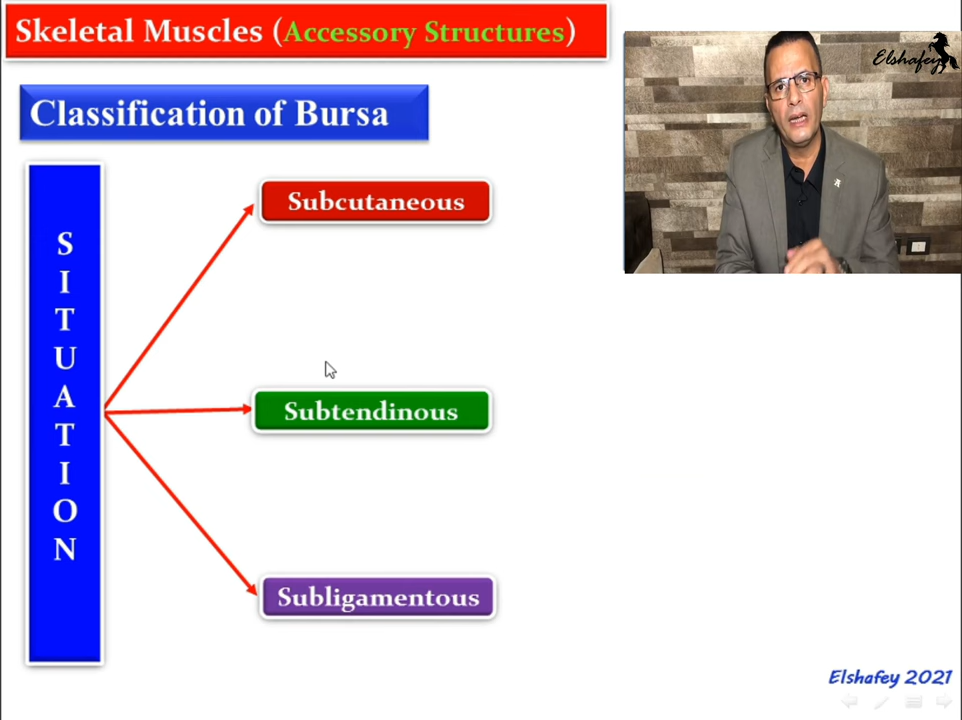 Skeletal Muscles (Accessory Structures)
Elshafey
Classification of Bursa
SITUATION
Subcutaneous
Subtendinous
Subligamentous
Elshafey 2021